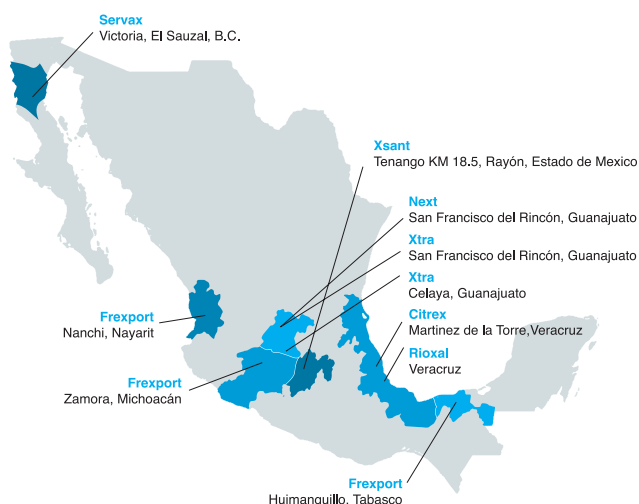 Servax
Victoria, El Sauzal, B.C.
Xsant
Tenango KM 18.5, Rayón, Estado de Mexico
Next
San Francisco del Rincón, Guanajuato
Xtra
San Francisco del Rincón, Guanajuato
Xtra
Celaya, Guanajuato
Citrex
Martinez de la Torre,Veracruz
Rioxal
Veracruz
Frexport
Nanchi, Nayarit
Frexport
Zamora, Michoacán
Frexport
Huimanguillo, Tabasco